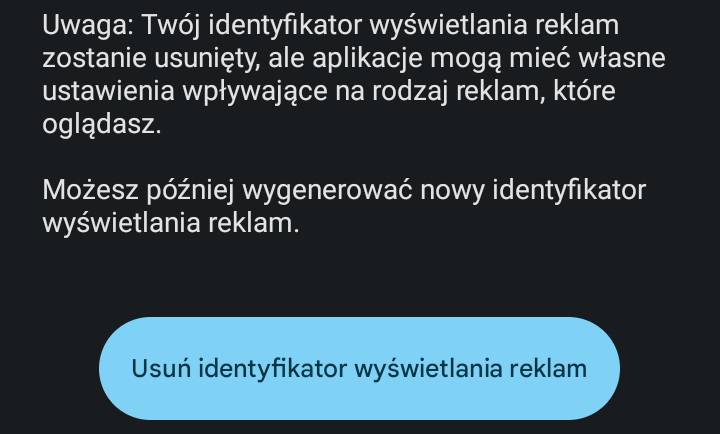 Uwaga: Twój identyfikator wyświetlania reklam
zostanie usunięty, ale aplikacje mogą mieć własne
ustawienia wpływające na rodzaj reklam, które
oglądasz.
Możesz później wygenerować nowy identyfikator
wyświetlania reklam.
Usuń identyfikator wyświetlania reklam